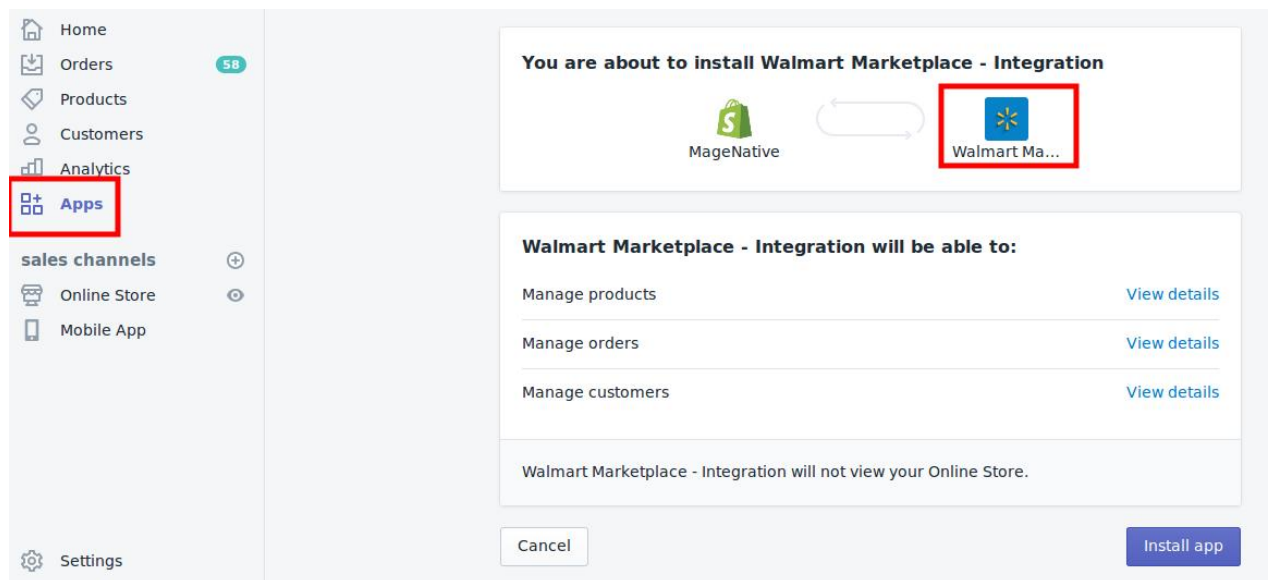 Home
Orders 58
Products
Customers
Analytics
Apps
sales channels
Online Store
Mobile App
Settings
You are about to install Walmart Marketplace - Integration
MageNative
Walmart Ma...
Walmart Marketplace - Integration will be able to:
Manage products View details
Manage orders View details
Manage customers View details
Walmart Marketplace - Integration will not view your Online Store.
Cancel Install app